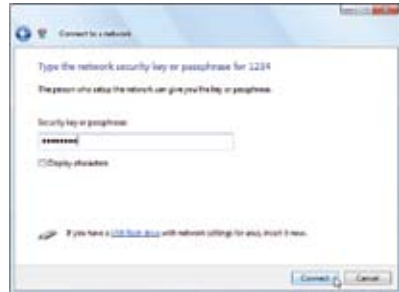 Connect to a network
Type the network security key or passphrase for 1234
The person who setup the network can give you the key or passphrase.
Security key or passphrase:
••••••••
Display characters
If you have a USB flash drive with network settings for 1234, insert it now.
Connect
Cancel